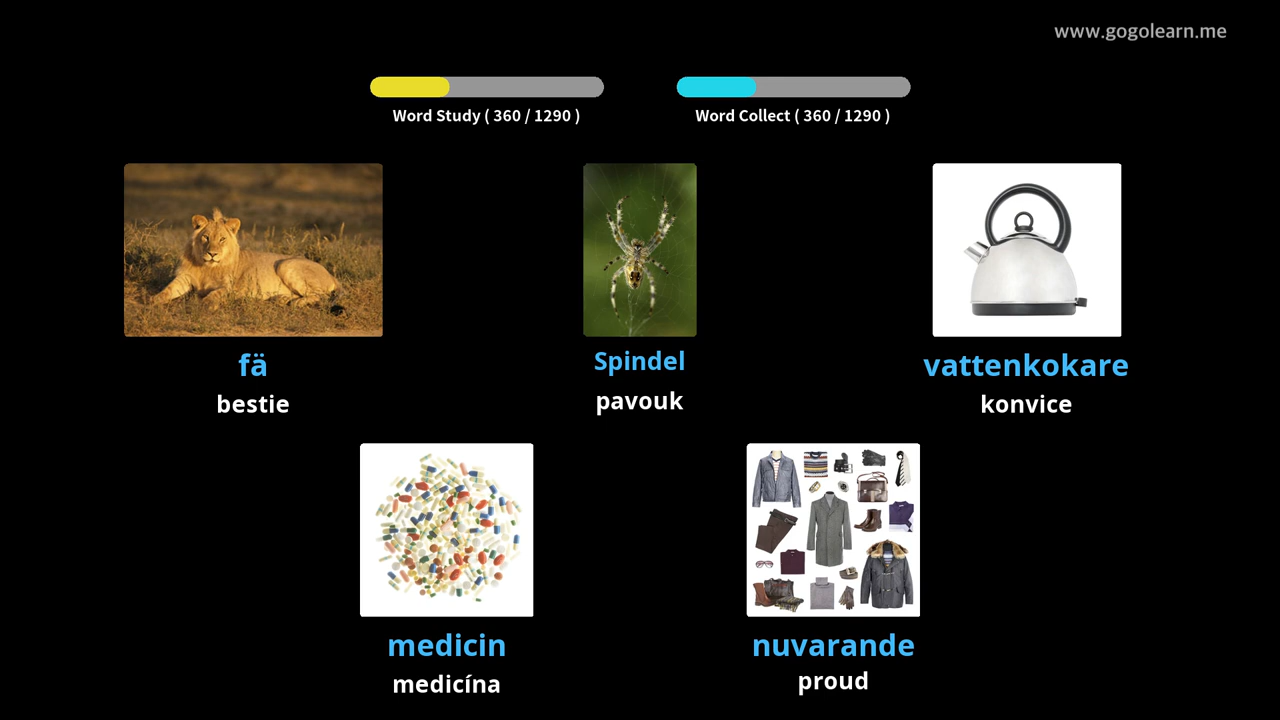 www.gogolearn.me
Word Study ( 360 / 1290 )
Word Collect ( 360 / 1290 )
fä
bestie
Spindel
pavouk
vattenkokare
konvice
medicin
medicína
nuvarande
proud